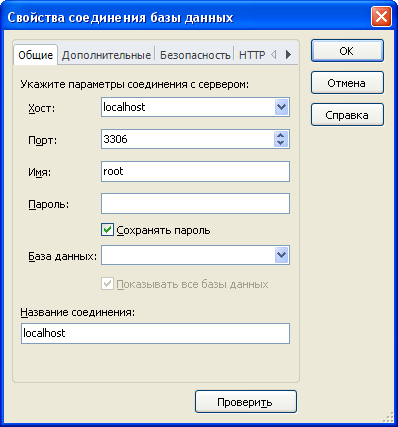 Свойства соединения базы данных
Общие Дополнительные Безопасность HTTP
OK
Отмена
Справка
Укажите параметры соединения с сервером:
Хост: localhost
Порт: 3306
Имя: root
Пароль:
Сохранять пароль
База данных:
Показывать все базы данных
Название соединения:
localhost
Проверить